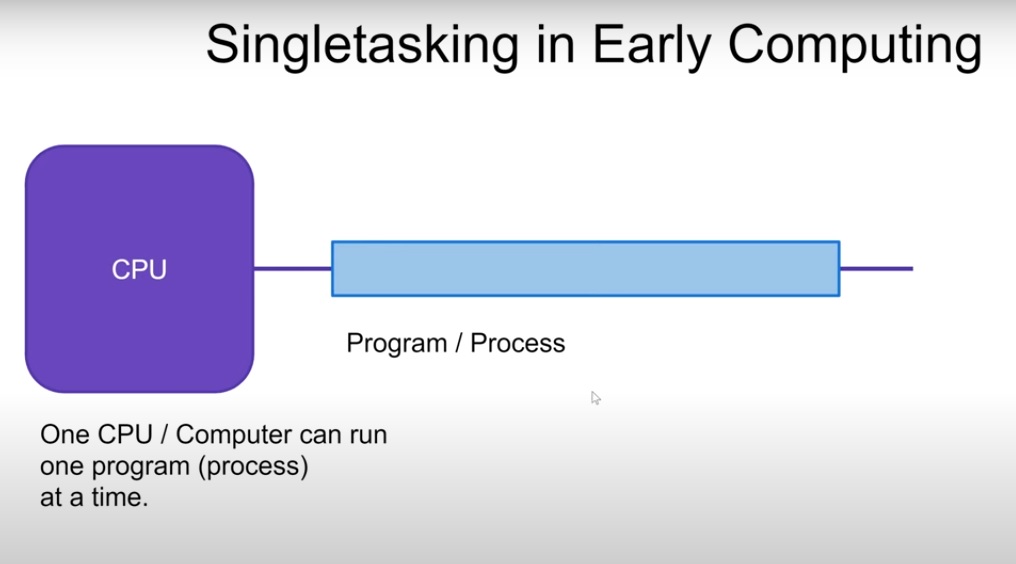 Singletasking in Early Computing
CPU
Program / Process
One CPU / Computer can run
one program (process)
at a time.